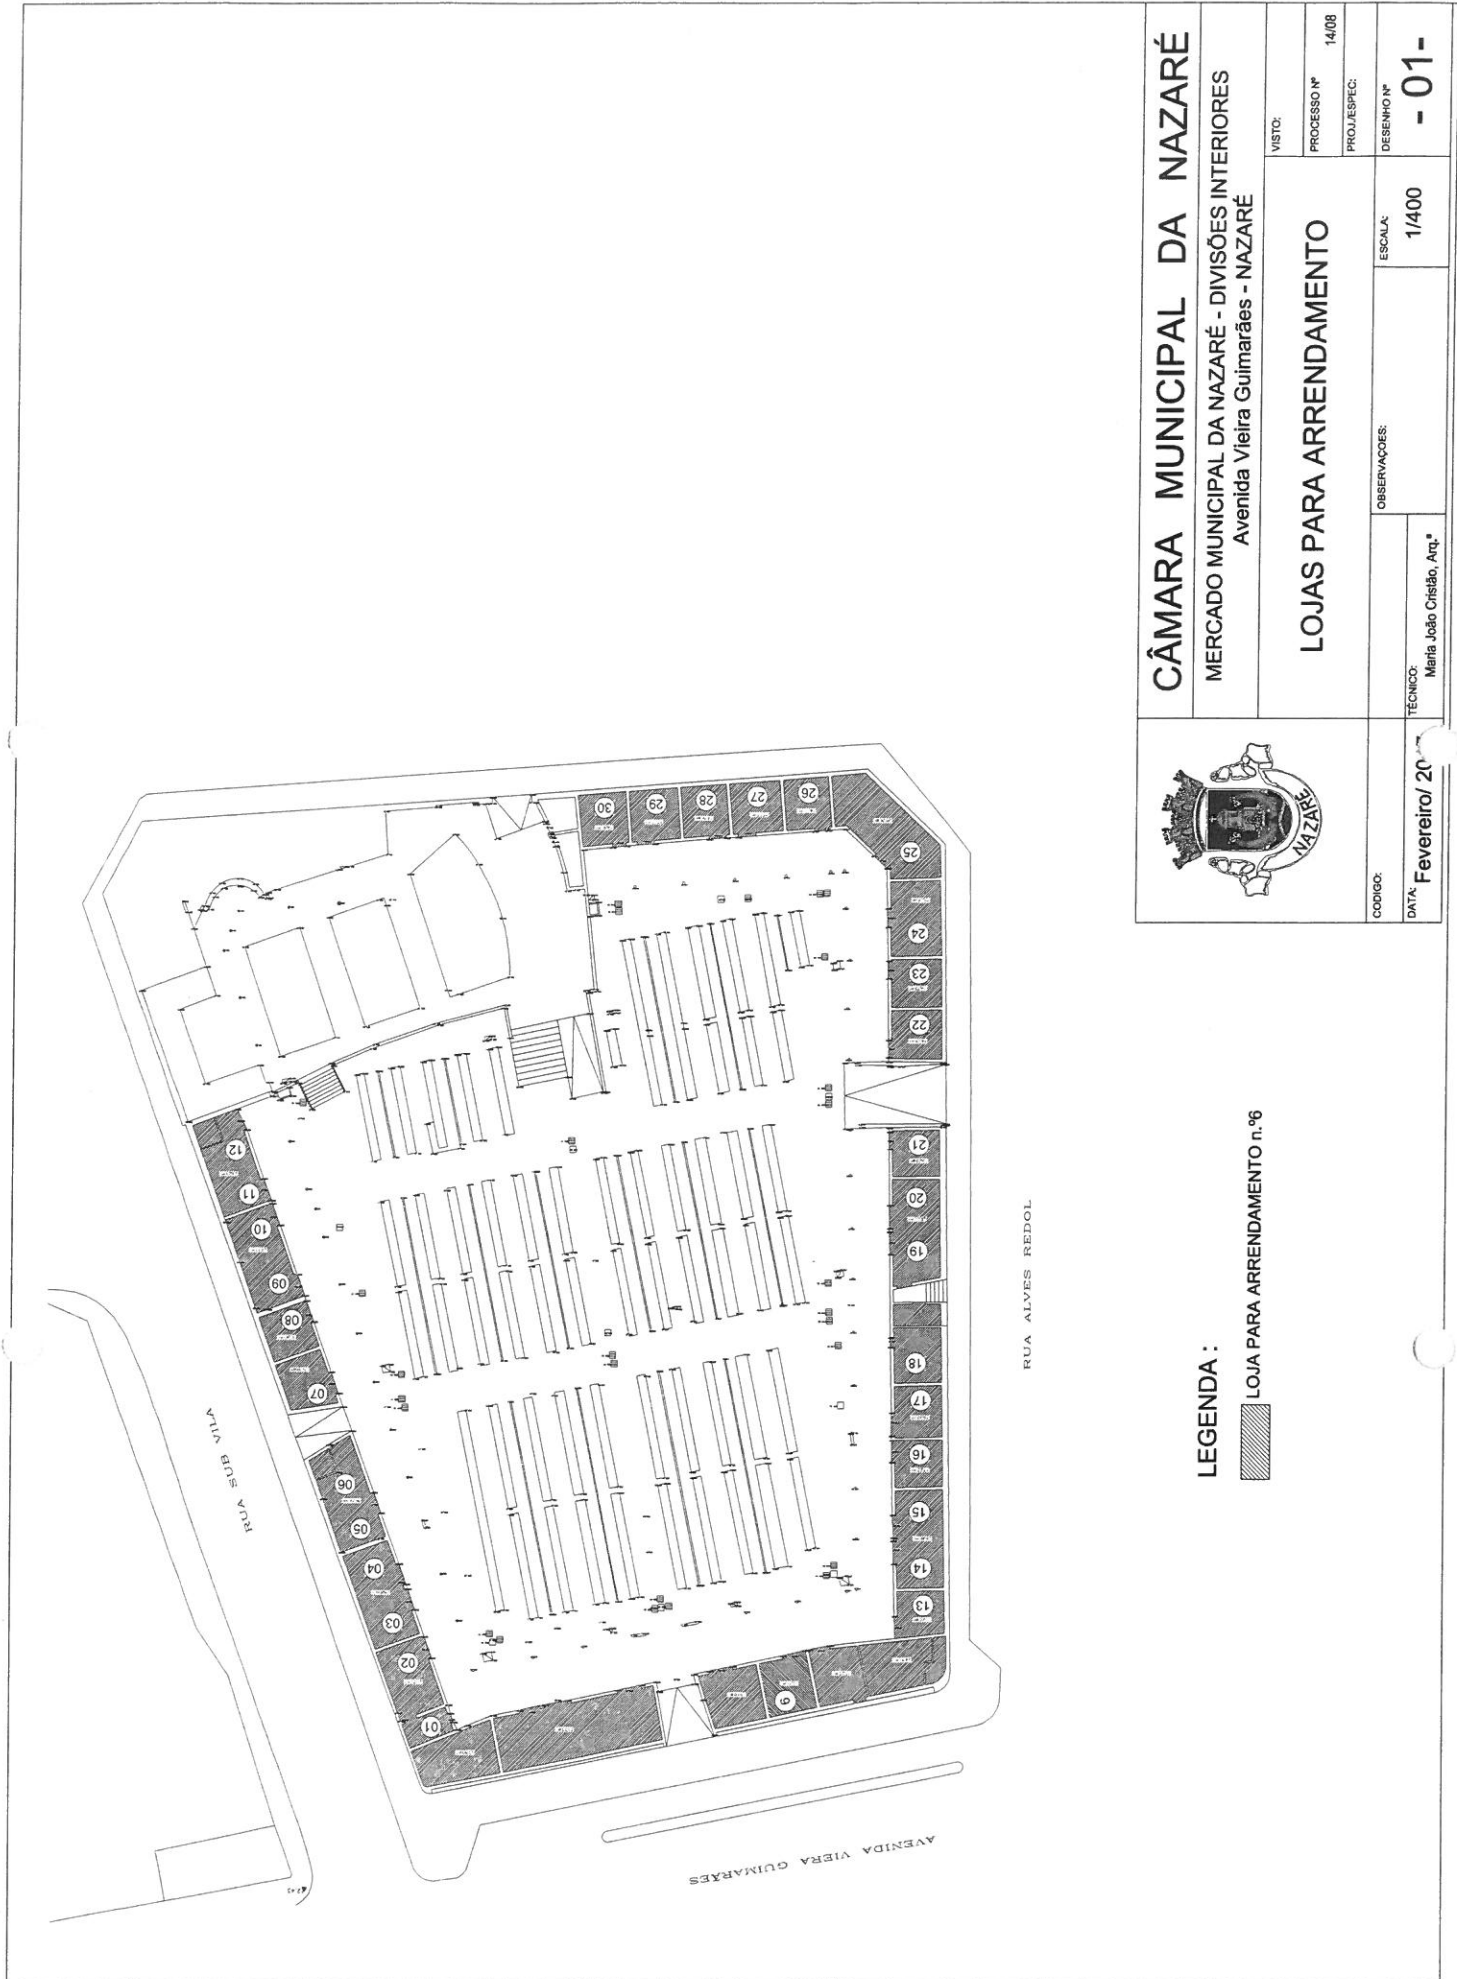 CÂMARA MUNICIPAL DA NAZARÉ
MERCADO MUNICIPAL DA NAZARÉ - DIVISÕES INTERIORES
Avenida Vieira Guimarães - NAZARÉ
LOJAS PARA ARRENDAMENTO
VISTO:
PROCESSO Nº 14/08
PROJ./ESPEC:
DESENHO Nº
- 01-
ESCALA:
1/400
OBSERVAÇOES:
TÉCNICO:
Maria João Cristão, Arq.ª
CODIGO:
DATA: Fevereiro/ 20
NAZARÉ
LEGENDA :
LOJA PARA ARRENDAMENTO n.º6
RUA SUB VILA
RUA ALVES REDOL
AVENIDA VIERA GUIMARÃES
01
02
03
04
05
06
07
08
09
10
11
12
9
13
14
15
16
17
18
19
20
21
22
23
24
25
26
27
28
29
30